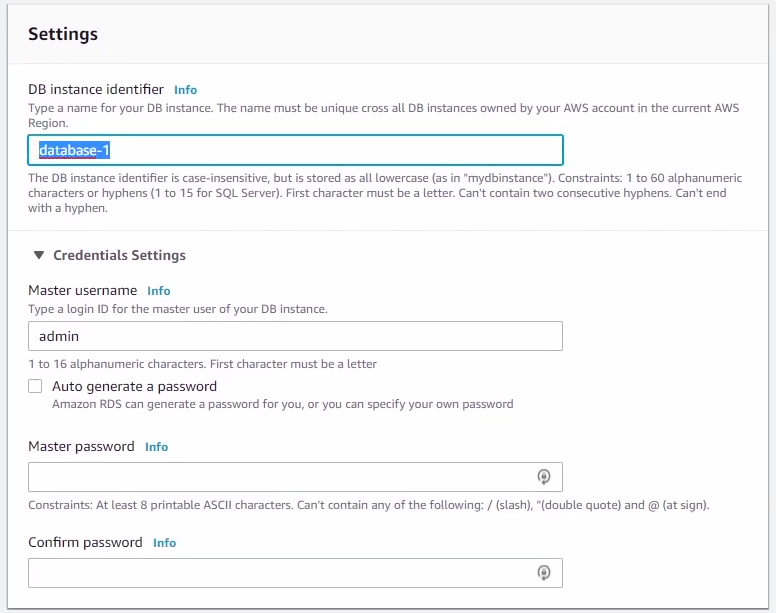 Settings
DB instance identifier Info
Type a name for your DB instance. The name must be unique cross all DB instances owned by your AWS account in the current AWS
Region.
database-1
The DB instance identifier is case-insensitive, but is stored as all lowercase (as in "mydbinstance"). Constraints: 1 to 60 alphanumeric
characters or hyphens (1 to 15 for SQL Server). First character must be a letter. Can't contain two consecutive hyphens. Can't end
with a hyphen.
Credentials Settings
Master username Info
Type a login ID for the master user of your DB instance.
admin
1 to 16 alphanumeric characters. First character must be a letter
Auto generate a password
Amazon RDS can generate a password for you, or you can specify your own password
Master password Info
Constraints: At least 8 printable ASCII characters. Can't contain any of the following: / (slash), "(double quote) and @ (at sign).
Confirm password Info